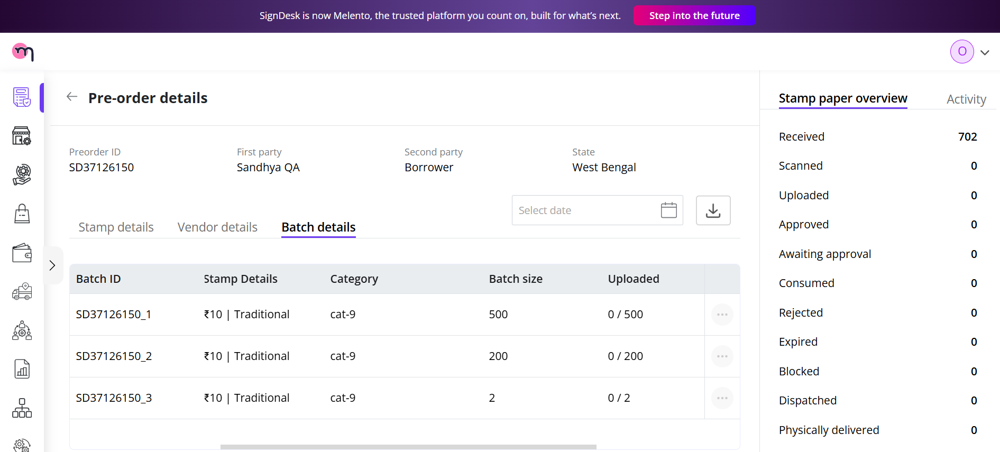 SignDesk is now Melento, the trusted platform you count on, built for what’s next.
Step into the future
O
Pre-order details
Stamp paper overview
Activity
Preorder ID
SD37126150
First party
Sandhya QA
Second party
Borrower
State
West Bengal
Select date
Stamp details
Vendor details
Batch details
Batch ID Stamp Details Category Batch size Uploaded
SD37126150_1 ₹10 | Traditional cat-9 500 0 / 500
SD37126150_2 ₹10 | Traditional cat-9 200 0 / 200
SD37126150_3 ₹10 | Traditional cat-9 2 0 / 2
Received 702
Scanned 0
Uploaded 0
Approved 0
Awaiting approval 0
Consumed 0
Rejected 0
Expired 0
Blocked 0
Dispatched 0
Physically delivered 0